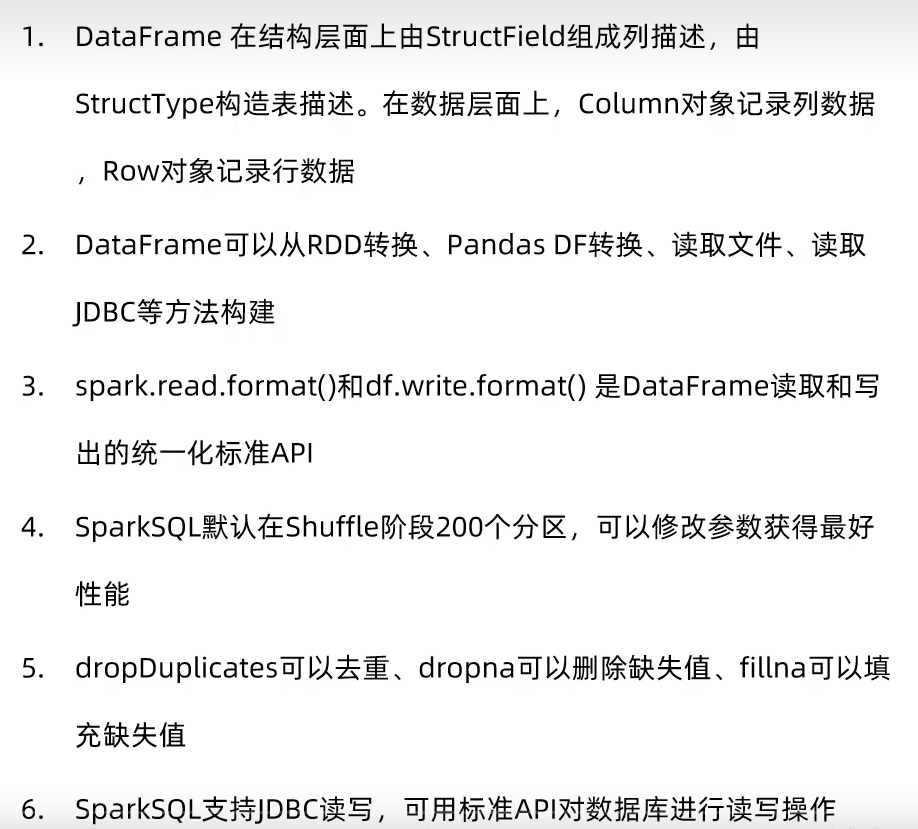 1. DataFrame 在结构层面上由StructField组成列描述，由
StructType构造表描述。在数据层面上，Column对象记录列数据
，Row对象记录行数据
2. DataFrame可以从RDD转换、Pandas DF转换、读取文件、读取
JDBC等方法构建
3. spark.read.format()和df.write.format() 是DataFrame读取和写
出的统一化标准API
4. SparkSQL默认在Shuffle阶段200个分区，可以修改参数获得最好
性能
5. dropDuplicates可以去重、dropna可以删除缺失值、fillna可以填
充缺失值
6. SparkSQL支持JDBC读写，可用标准API对数据库进行读写操作